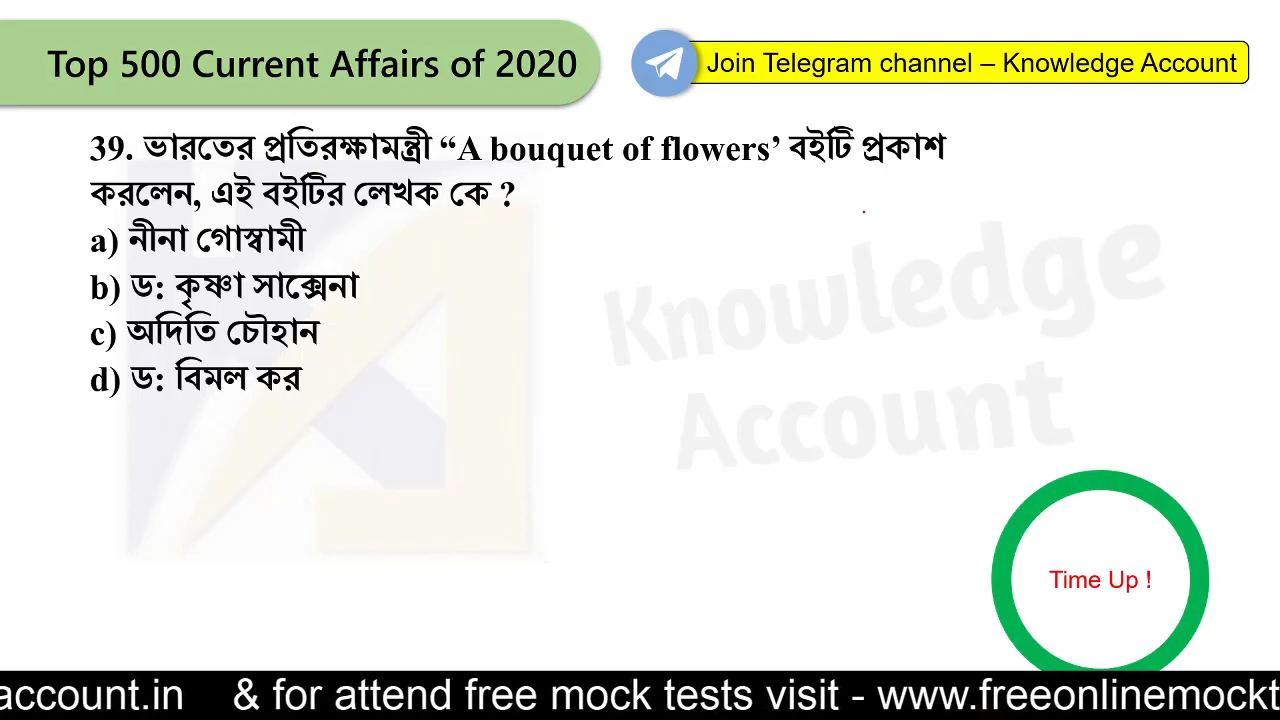 Top 500 Current Affairs of 2020
Join Telegram channel – Knowledge Account
39. ভারতের প্রতিরক্ষামন্ত্রী “A bouquet of flowers’ বইটি প্রকাশ
করলেন, এই বইটির লেখক কে ?
a) নীনা গোস্বামী
b) ড: কৃষ্ণা সাক্সেনা
c) অদিতি চৌহান
d) ড: বিমল কর
Knowledge
Account
Time Up !
account.in & for attend free mock tests visit - www.freeonlinemockt